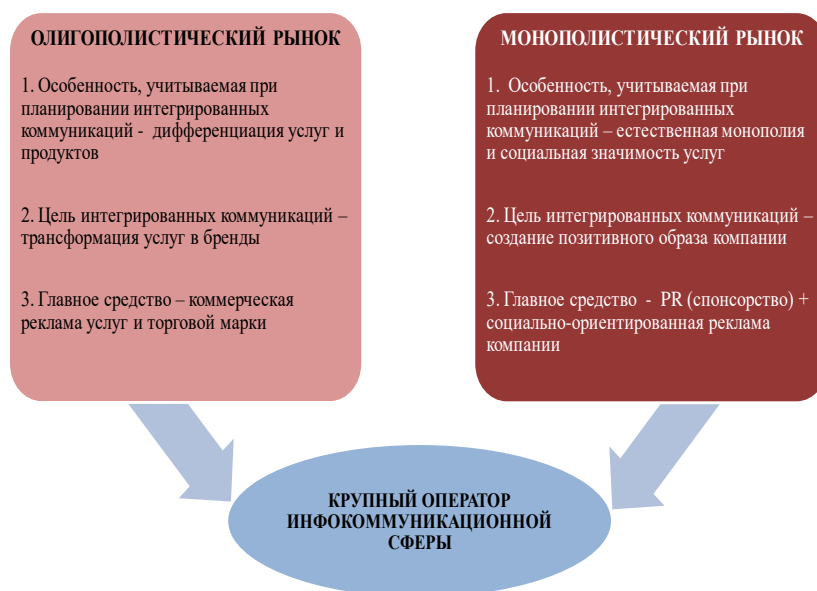 ОЛИГОПОЛИСТИЧЕСКИЙ РЫНОК
1. Особенность, учитываемая при
планировании интегрированных
коммуникаций - дифференциация услуг и
продуктов
2. Цель интегрированных коммуникаций –
трансформация услуг в бренды
3. Главное средство – коммерческая
реклама услуг и торговой марки
МОНОПОЛИСТИЧЕСКИЙ РЫНОК
1. Особенность, учитываемая при
планировании интегрированных
коммуникаций – естественная монополия
и социальная значимость услуг
2. Цель интегрированных коммуникаций –
создание позитивного образа компании
3. Главное средство - PR (спонсорство) +
социально-ориентированная реклама
компании
КРУПНЫЙ ОПЕРАТОР
ИНФОКОММУНИКАЦИОННОЙ
СФЕРЫ